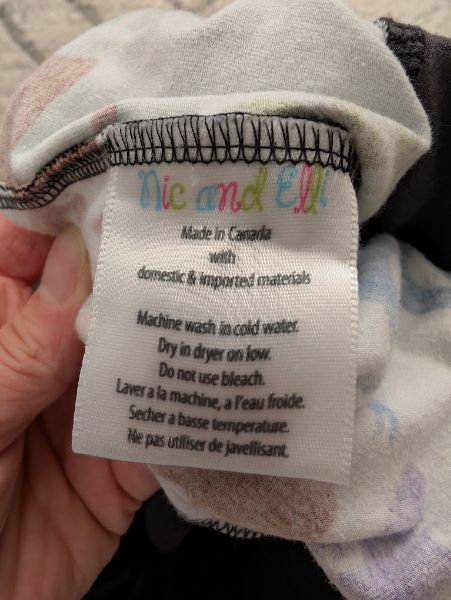 Nic and Elli
Made in Canada
with
domestic & imported materials
Machine wash in cold water.
Dry in dryer on low.
Do not use bleach.
Laver a la machine, a l'eau froide.
Secher a basse temperature.
Ne pas utiliser de javellisant.